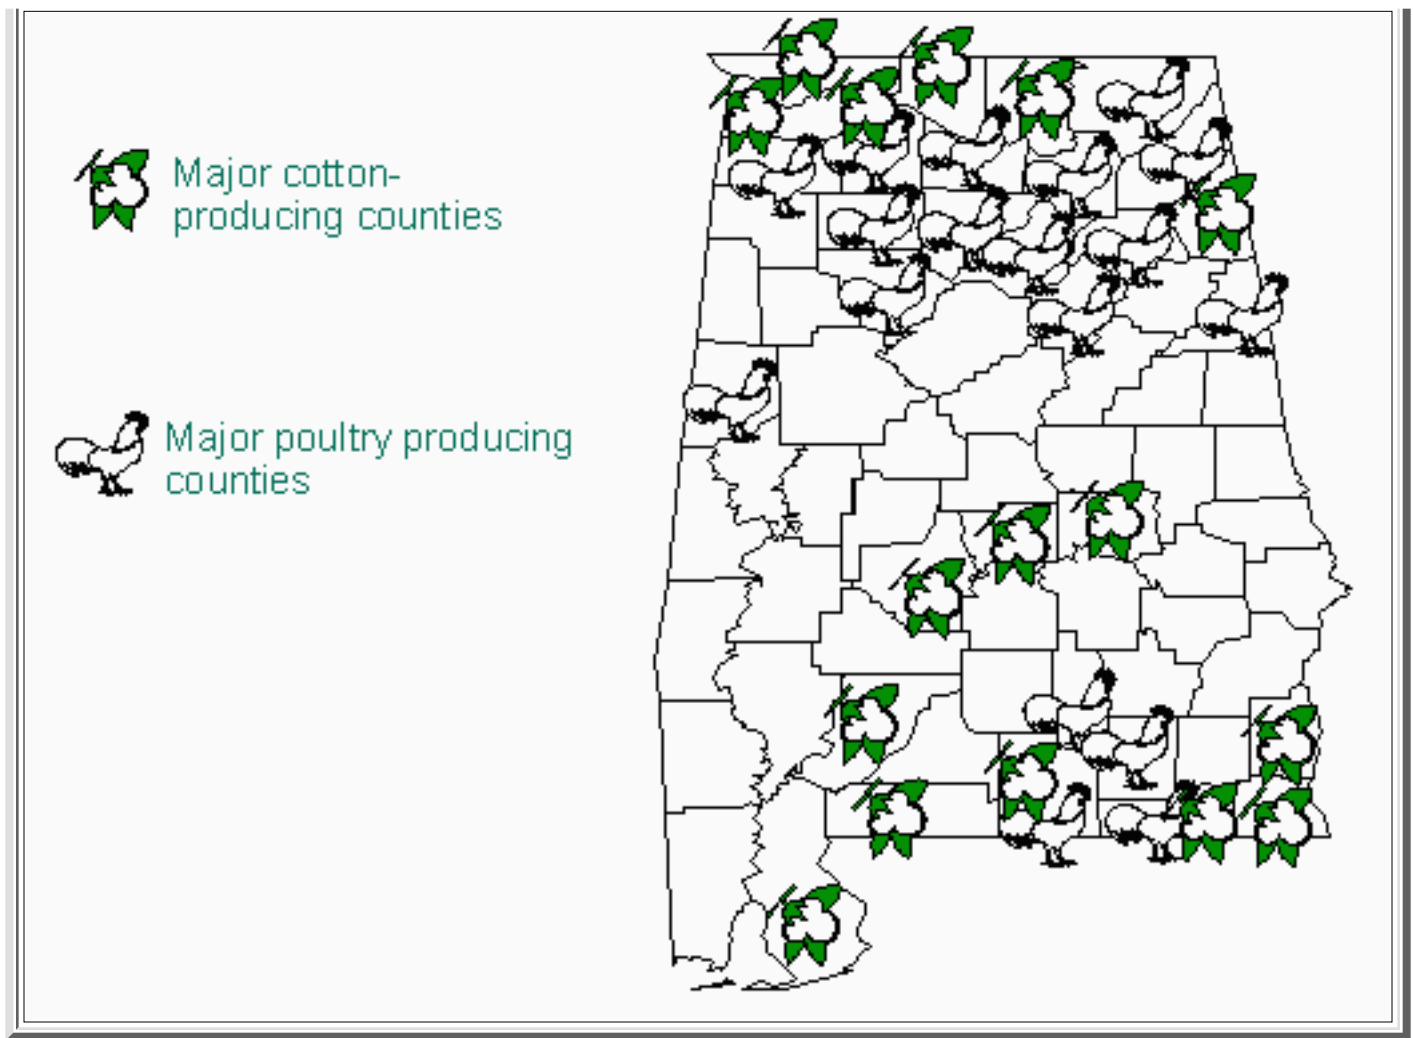 Major cotton-
producing counties
Major poultry producing
counties